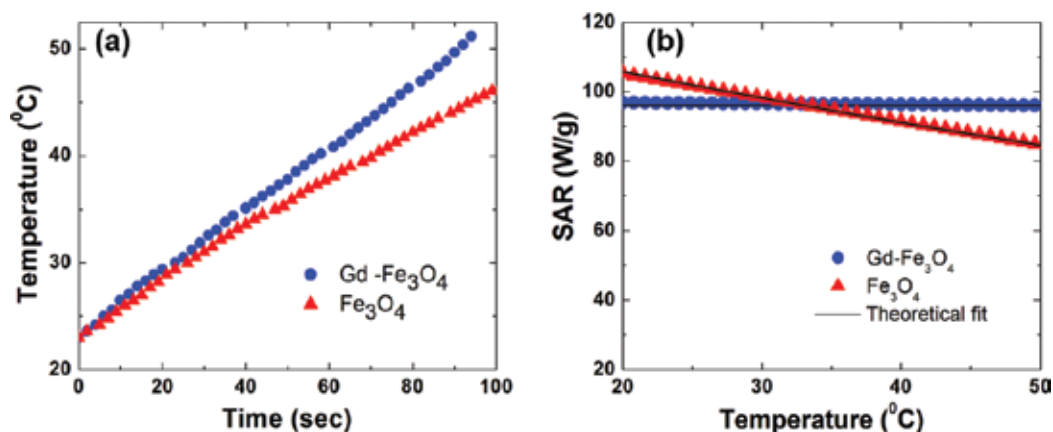 (a)
50
40
30
20
Temperature (⁰C)
Gd -Fe₃O₄
Fe₃O₄
0 20 40 60 80 100
Time (sec)
(b)
120
100
80
60
40
20
SAR (W/g)
Gd-Fe₃O₄
Fe₃O₄
Theoretical fit
20 30 40 50
Temperature (⁰C)